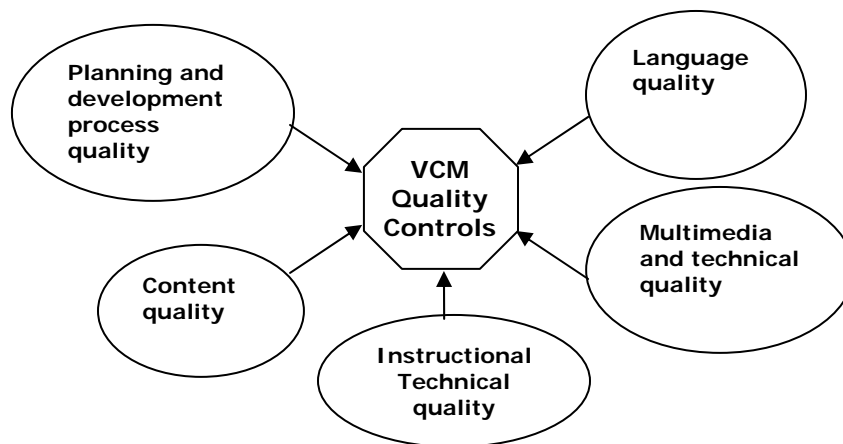 Planning and
development
process
quality
Language
quality
VCM
Quality
Controls
Multimedia
and technical
quality
Content
quality
Instructional
Technical
quality